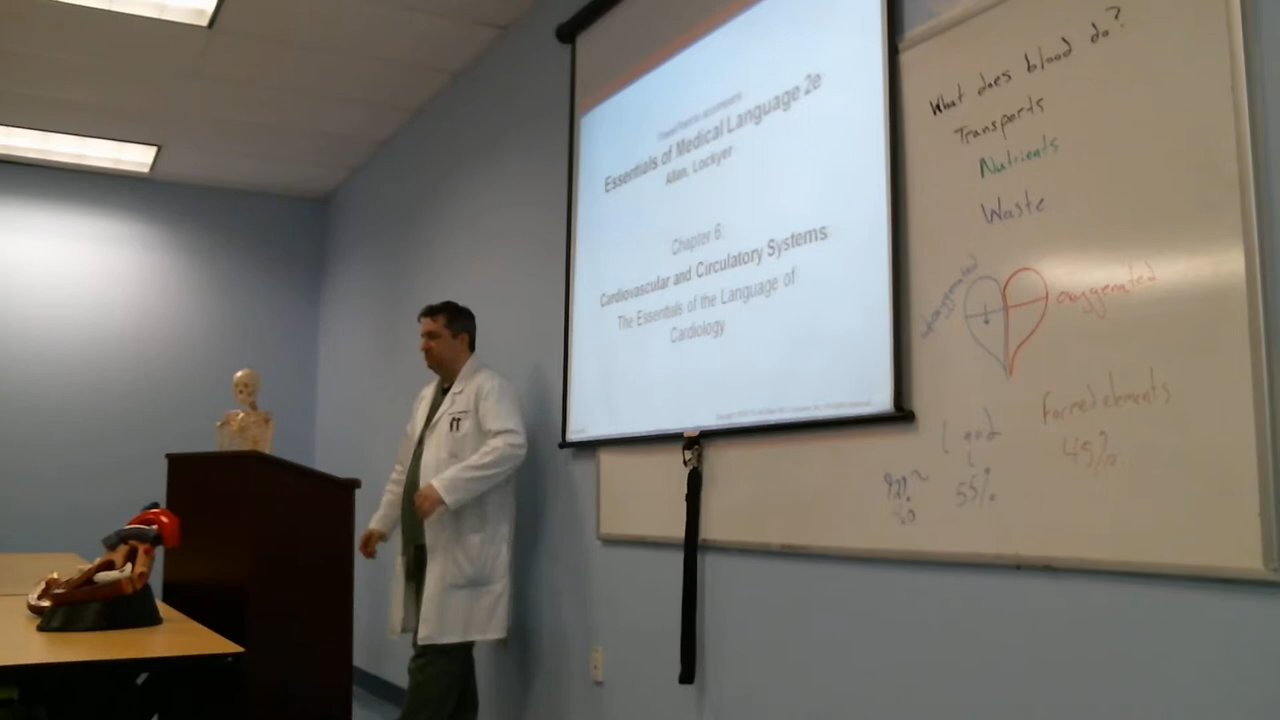 PowerPoint to accompany
Essentials of Medical Language 2e
Allan, Lockyer
Chapter 6:
Cardiovascular and Circulatory Systems
The Essentials of the Language of
Cardiology
What does blood do?
Transports
Nutrients
Waste
oxygenated
Formed elements
45%
55%